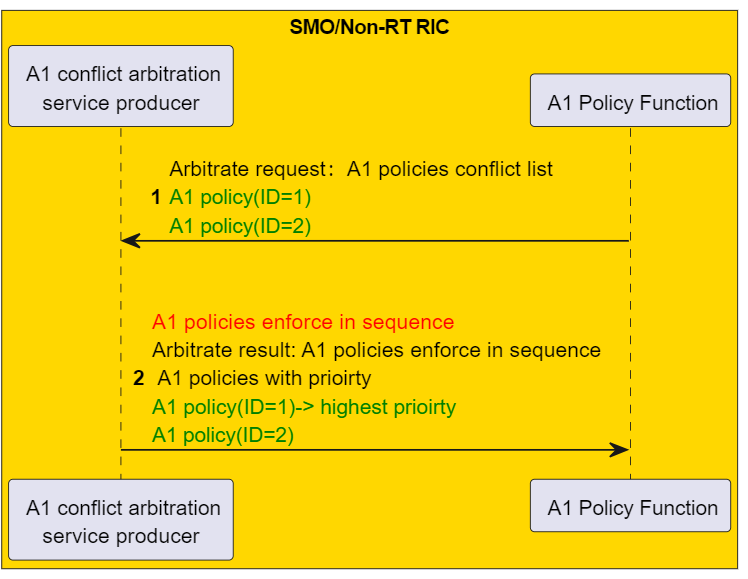 SMO/Non-RT RIC
A1 conflict arbitration
service producer
A1 Policy Function
Arbitrate request: A1 policies conflict list
1 A1 policy(ID=1)
A1 policy(ID=2)
A1 policies enforce in sequence
Arbitrate result: A1 policies enforce in sequence
2 A1 policies with prioirty
A1 policy(ID=1)-> highest prioirty
A1 policy(ID=2)
A1 conflict arbitration
service producer
A1 Policy Function